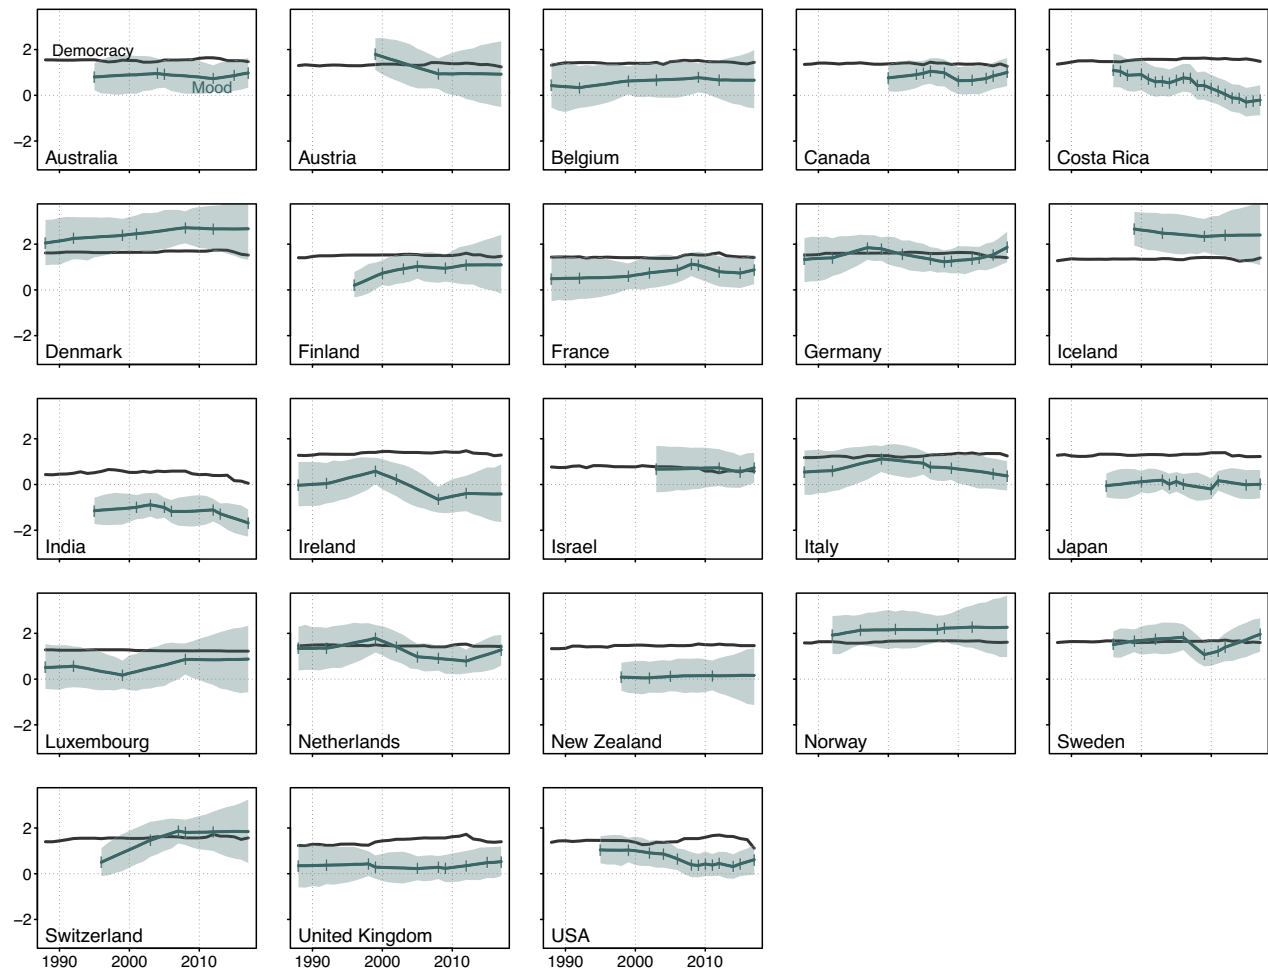 Democracy
Mood
2
0
−2
Australia
Austria
Belgium
Canada
Costa Rica
2
0
−2
Denmark
Finland
France
Germany
Iceland
2
0
−2
India
Ireland
Israel
Italy
Japan
2
0
−2
Luxembourg
Netherlands
New Zealand
Norway
Sweden
2
0
−2
Switzerland
United Kingdom
USA
1990 2000 2010
1990 2000 2010
1990 2000 2010